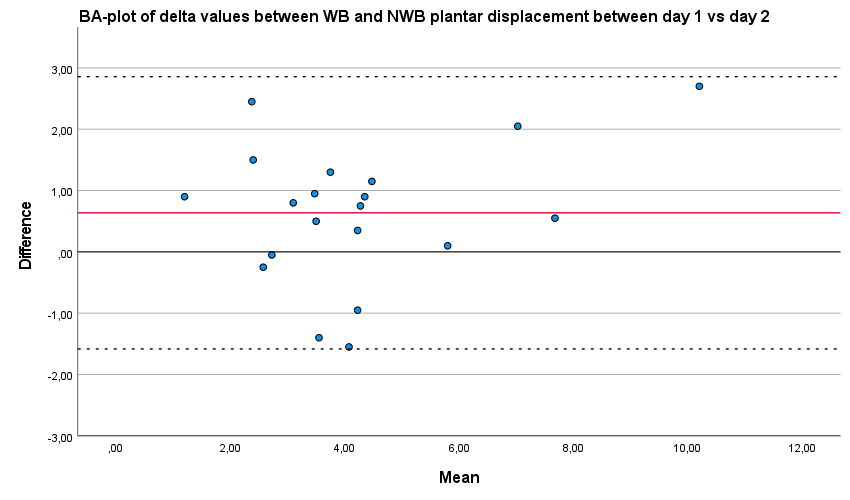 BA-plot of delta values between WB and NWB plantar displacement between day 1 vs day 2
3,00
2,00
1,00
,00
-1,00
-2,00
-3,00
Difference
,00 2,00 4,00 6,00 8,00 10,00 12,00
Mean